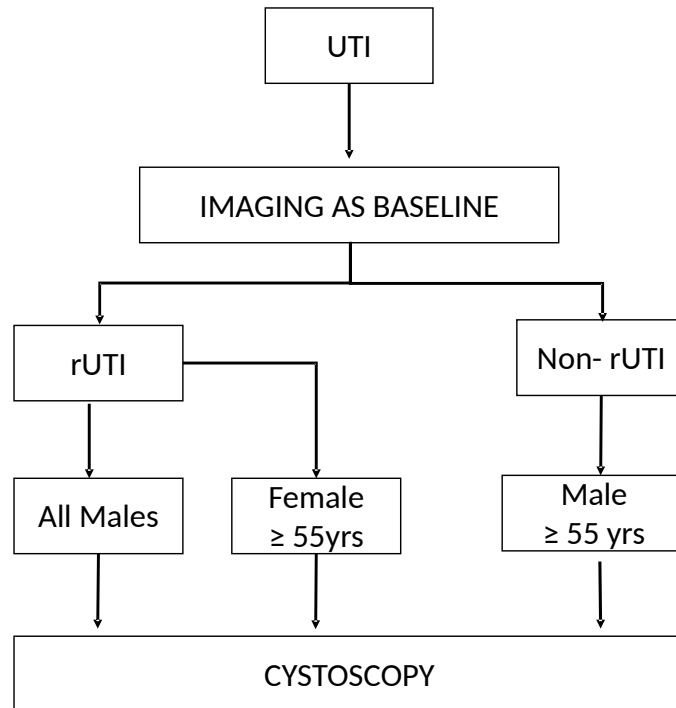 UTI
IMAGING AS BASELINE
rUTI
Non- rUTI
All Males
Female
≥ 55yrs
Male
≥ 55 yrs
CYSTOSCOPY